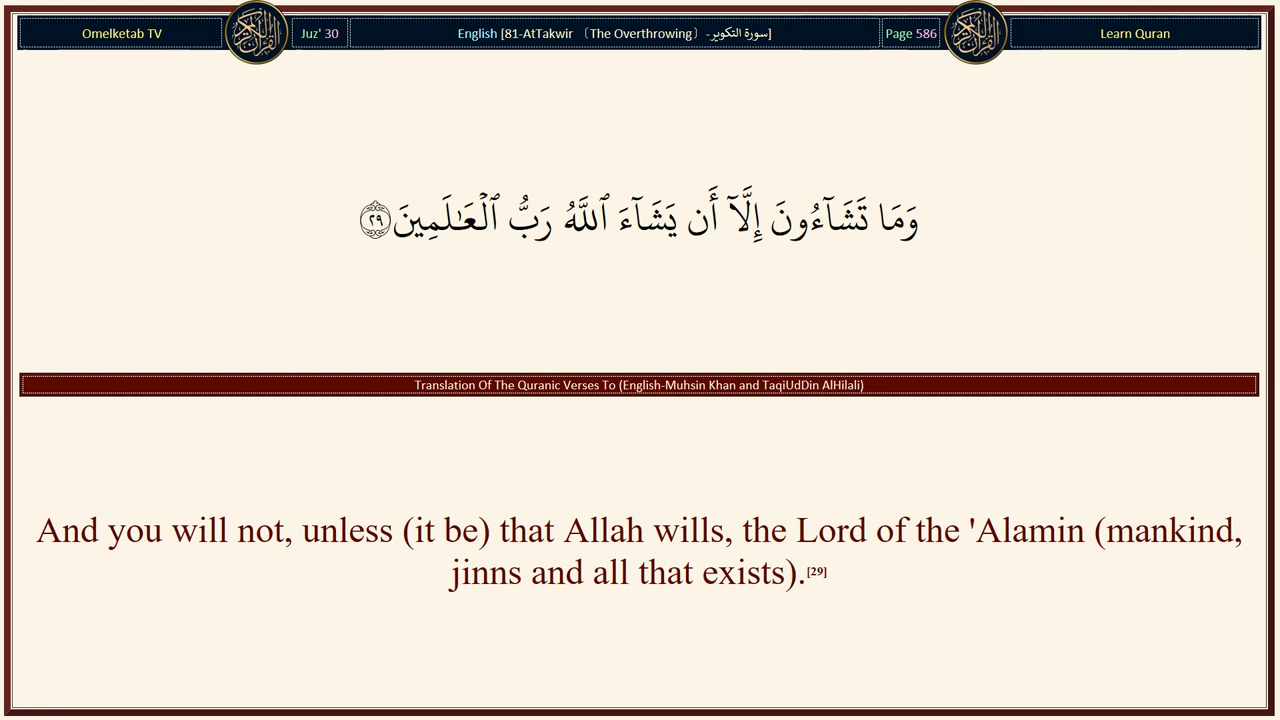 Omelketab TV
Juz' 30
English [81-AtTakwir 〔The Overthrowing〕 -سورة التكوير]
Page 586
Learn Quran
وَمَا تَشَآءُونَ إِلَّآ أَن يَشَآءَ ٱللَّهُ رَبُّ ٱلْعَـٰلَمِينَ ٢٩
Translation Of The Quranic Verses To (English-Muhsin Khan and TaqiUdDin AlHilali)
And you will not, unless (it be) that Allah wills, the Lord of the 'Alamin (mankind,
jinns and all that exists).[29]